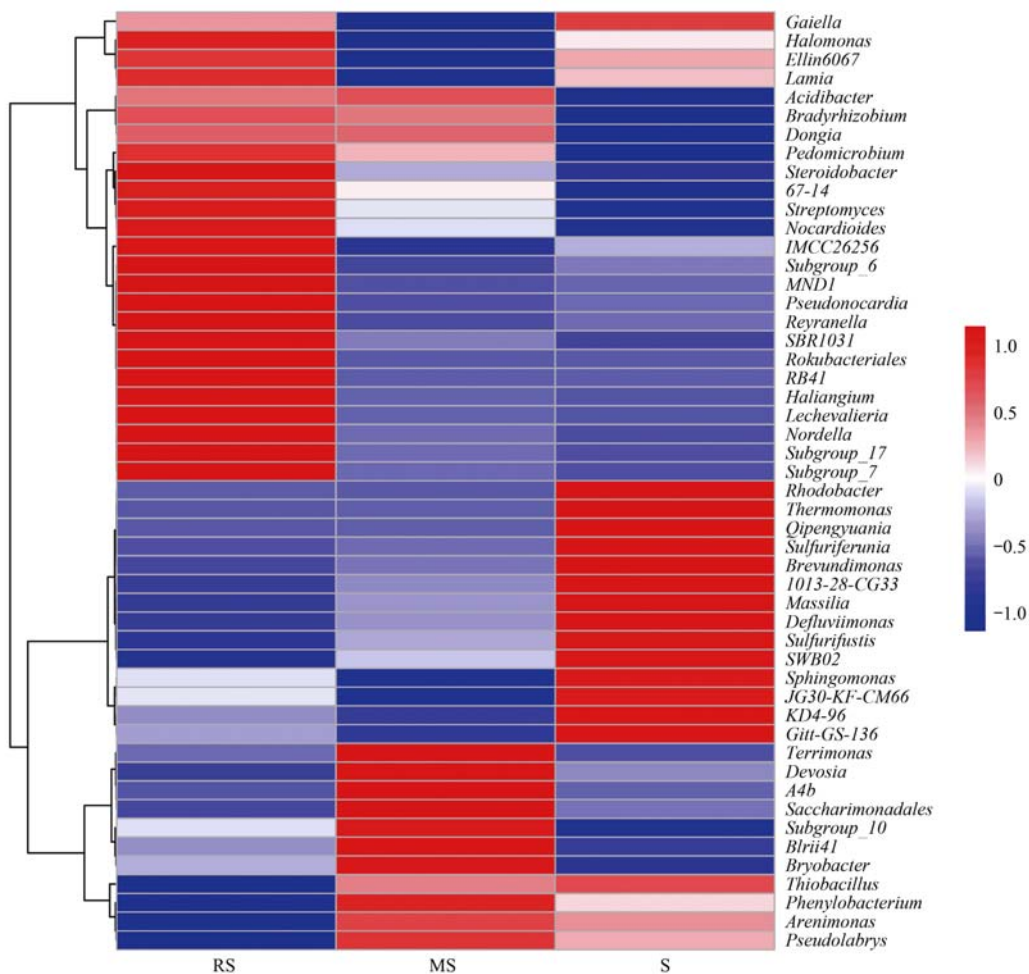 Gaiella
Halomonas
Ellin6067
Lamia
Acidibacter
Bradyrhizobium
Dongia
Pedomicrobium
Steroidobacter
67-14
Streptomyces
Nocardioides
IMCC26256
Subgroup_6
MND1
Pseudonocardia
Reyranella
SBR1031
Rokubacteriales
RB41
Haliangium
Lechevalieria
Nordella
Subgroup_17
Subgroup_7
Rhodobacter
Thermomonas
Qipengyuania
Sulfuriferunia
Brevundimonas
1013-28-CG33
Massilia
Defluviimonas
Sulfurifustis
SWB02
Sphingomonas
JG30-KF-CM66
KD4-96
Gitt-GS-136
Terrimonas
Devosia
A4b
Saccharimonadales
Subgroup_10
Blrii41
Bryobacter
Thiobacillus
Phenylobacterium
Arenimonas
Pseudolabrys
1.0
0.5
0
−0.5
−1.0
RS MS S